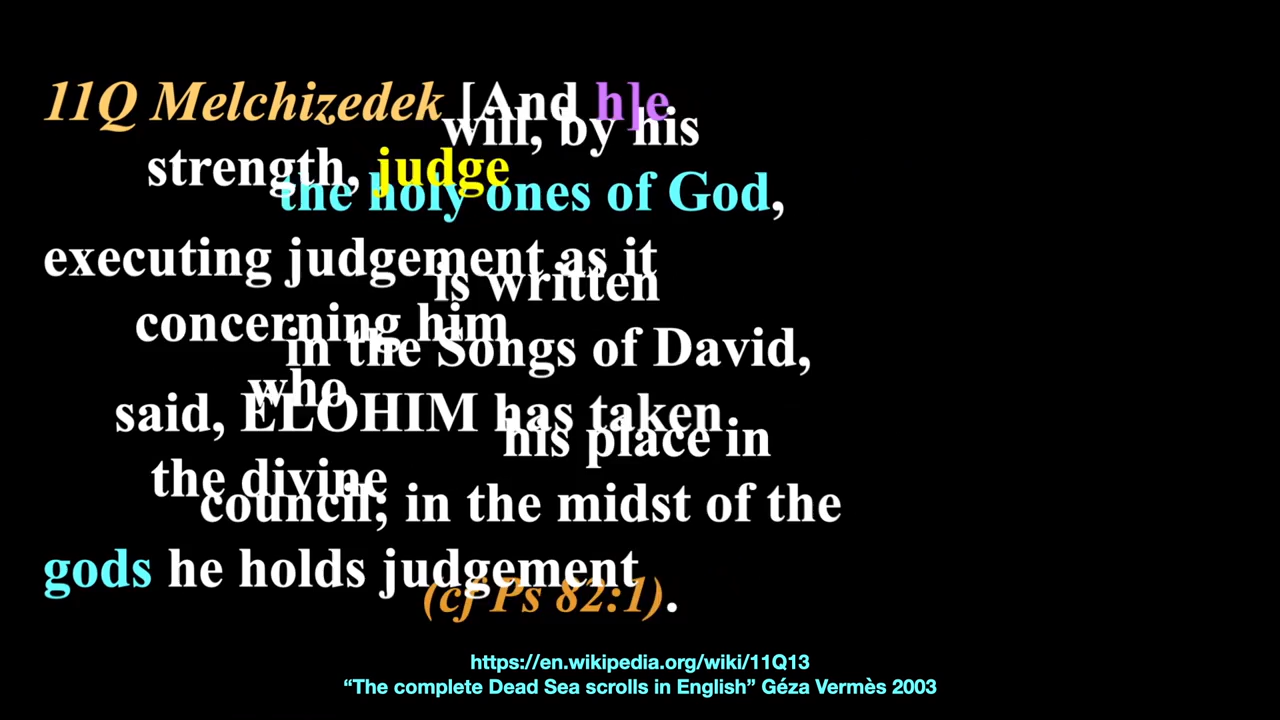 11Q Melchizedek [And h]e
will, by his
strength, judge
the holy ones of God,
executing judgement as it
is written
concerning him
in the Songs of David,
who
said, ELOHIM has taken
his place in
the divine
council; in the midst of the
gods he holds judgement
(cf Ps 82:1).
https://en.wikipedia.org/wiki/11Q13
“The complete Dead Sea scrolls in English” Géza Vermès 2003